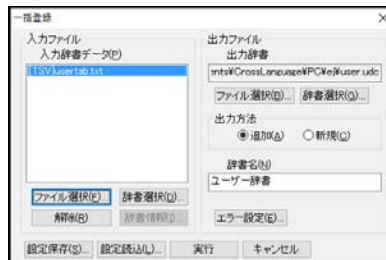 一括登録
入力ファイル
入力辞書データ(P)
[TSV]usertab.txt
ファイル選択(F)...
辞書選択(D)...
解除(R)
辞書情報(I)...
出力ファイル
出力辞書
ents¥CrossLanguage¥PC¥ej¥user.udc
ファイル選択(B)...
辞書選択(G)...
出力方法
追加(A)
新規(C)
辞書名(N)
ユーザー辞書
エラー設定(E)...
設定保存(S)...
設定読込(L)...
実行
キャンセル